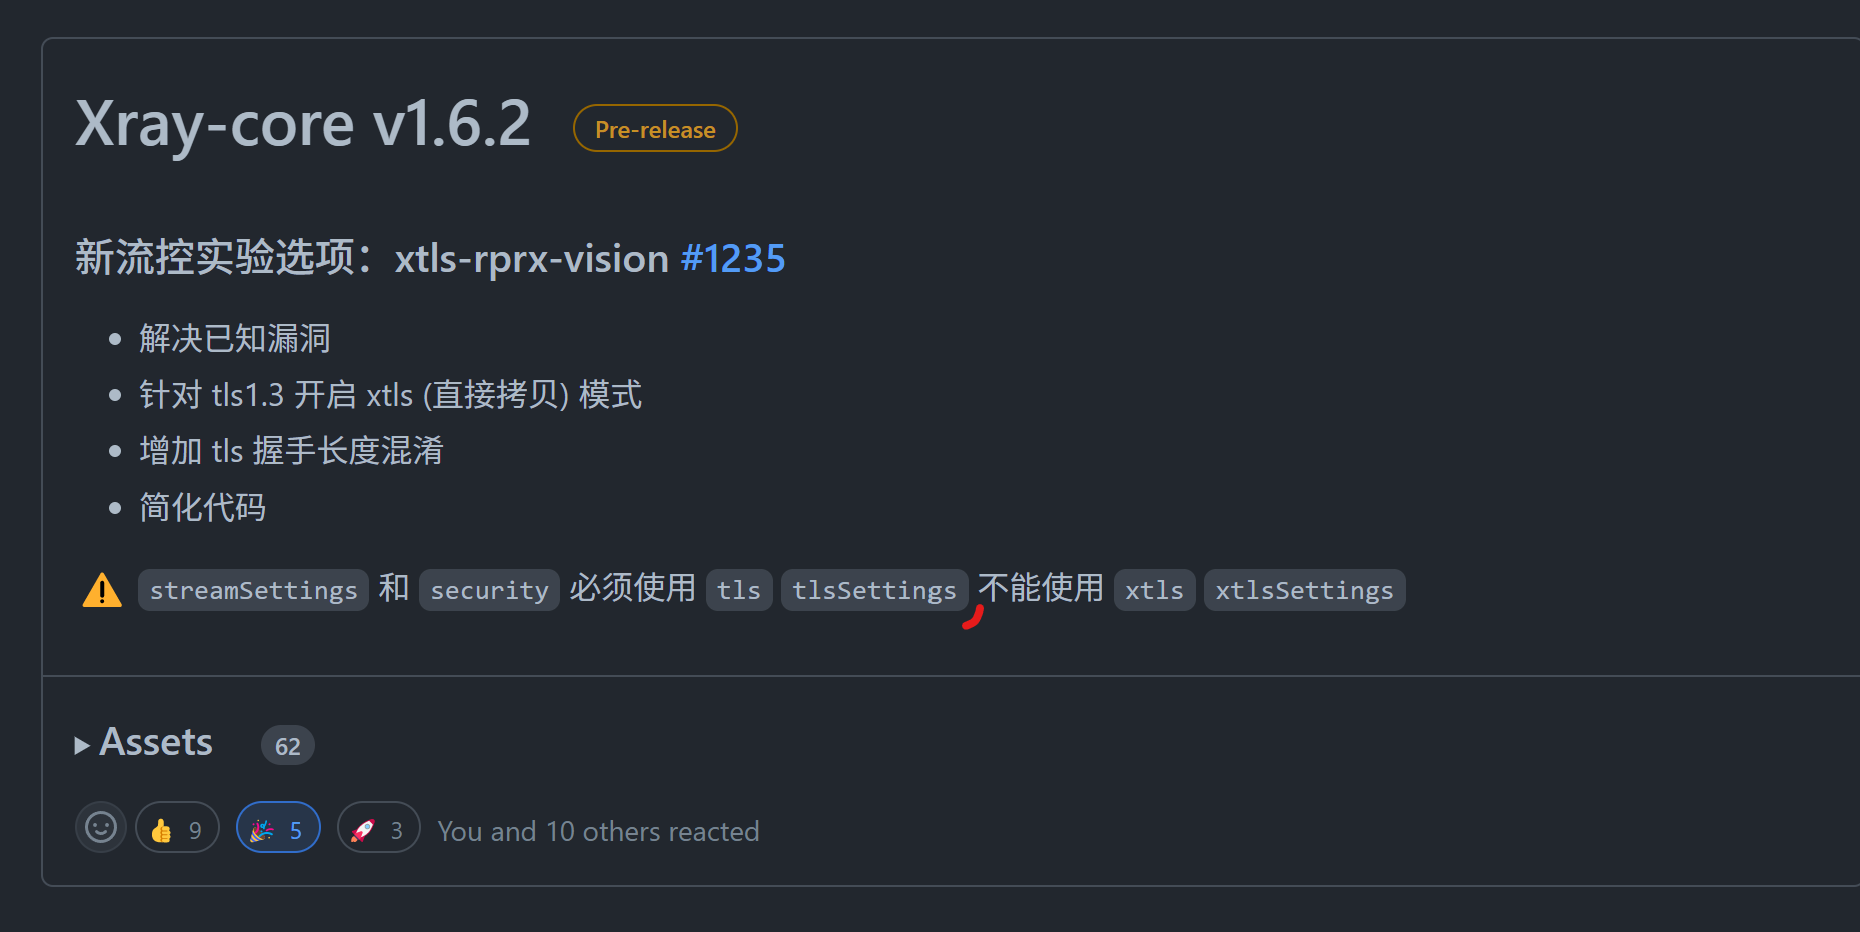 Xray-core v1.6.2 Pre-release
新流控实验选项：xtls-rprx-vision #1235
解决已知漏洞
针对 tls1.3 开启 xtls (直接拷贝) 模式
增加 tls 握手长度混淆
简化代码
⚠️ streamSettings 和 security 必须使用 tls tlsSettings 不能使用 xtls xtlsSettings
Assets 62
👍 9 🎉 5 🚀 3 You and 10 others reacted